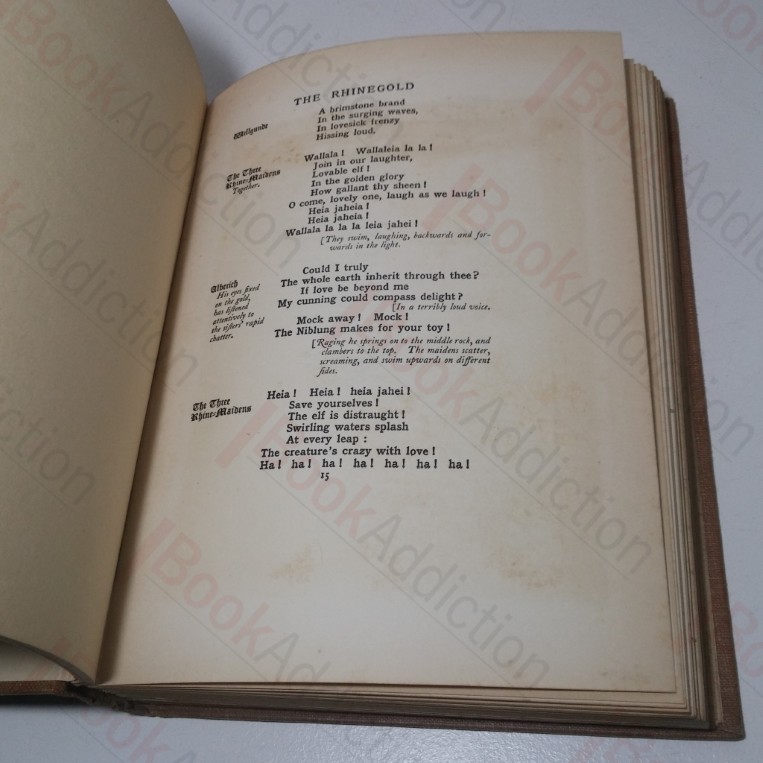 THE RHINEGOLD
A brimstone brand
In the surging waves,
In lovesick frenzy
Hissing loud.
Wellgunde
The Three
Rhine-Maidens
Together.
Wallala! Wallaleia la la!
Join in our laughter,
Lovable elf!
In the golden glory
How gallant thy sheen!
O come, lovely one, laugh as we laugh!
Heia jaheia!
Heia jaheia!
Wallala la la la leia jahei!
[They swim, laughing, backwards and for-
wards in the light.
Alberich
His eyes fixed
on the gold,
has listened
attentively to
the sisters' rapid
chatter.
Could I truly
The whole earth inherit through thee?
If love be beyond me
My cunning could compass delight?
[In a terribly loud voice.
Mock away! Mock!
The Niblung makes for your toy!
[Raging he springs on to the middle rock, and
clambers to the top. The maidens scatter,
screaming, and swim upwards on different
sides.
The Three
Rhine-Maidens
Heia! Heia! heia jahei!
Save yourselves!
The elf is distraught!
Swirling waters splash
At every leap:
The creature's crazy with love!
Ha! ha! ha! ha! ha! ha! ha!
15
BookAddiction